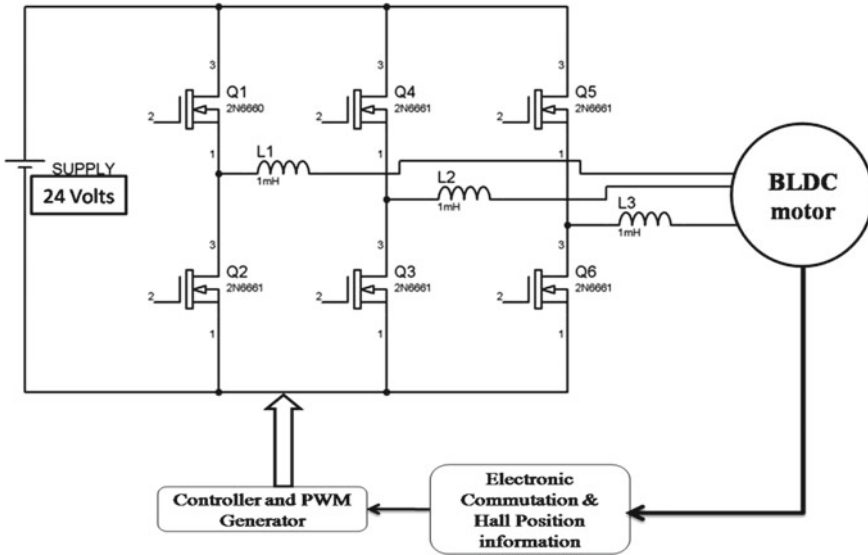 3
3
3
Q1
2N6660
Q4
2N6661
Q5
2N6661
2
2
2
1
1
1
SUPPLY
24 Volts
L1
1mH
L2
1mH
L3
1mH
BLDC
motor
3
3
3
Q2
2N6661
Q3
2N6661
Q6
2N6661
2
2
2
1
1
1
Controller and PWM
Generator
Electronic
Commutation &
Hall Position
information